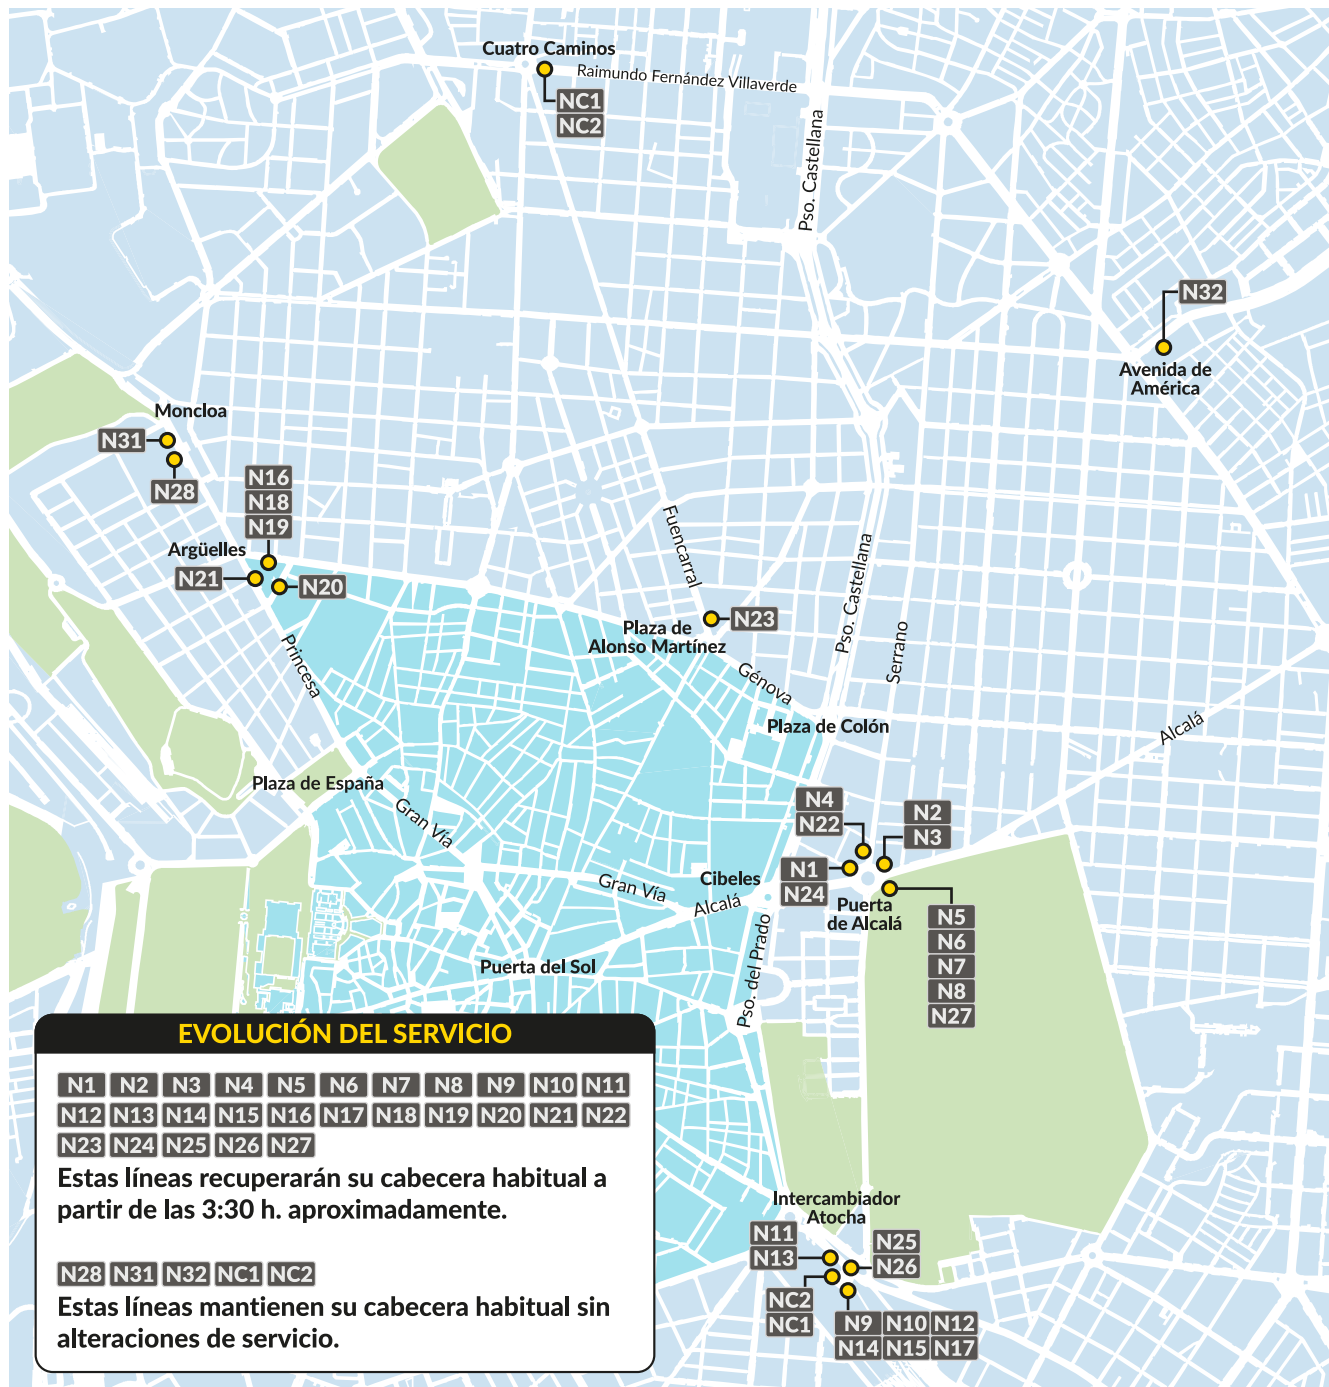 Cuatro Caminos
Raimundo Fernández Villaverde
NC1
NC2
Pso. Castellana
N32
Avenida de
América
Moncloa
N31
N28
N16
N18
N19
Argüelles
N21
N20
Fuencarral
N23
Plaza de
Alonso Martínez
Pso. Castellana
Serrano
Génova
Princesa
Plaza de Colón
Alcalá
Plaza de España
Gran Vía
N4
N22
N2
N3
N1
N24
Cibeles
Gran Vía
Alcalá
Puerta
de Alcalá
N5
N6
N7
N8
N27
Puerta del Sol
Pso. del Prado
EVOLUCIÓN DEL SERVICIO
N1 N2 N3 N4 N5 N6 N7 N8 N9 N10 N11
N12 N13 N14 N15 N16 N17 N18 N19 N20 N21 N22
N23 N24 N25 N26 N27
Estas líneas recuperarán su cabecera habitual a
partir de las 3:30 h. aproximadamente.
N28 N31 N32 NC1 NC2
Estas líneas mantienen su cabecera habitual sin
alteraciones de servicio.
Intercambiador
Atocha
N11
N13
N25
N26
NC2
NC1
N9 N10 N12
N14 N15 N17